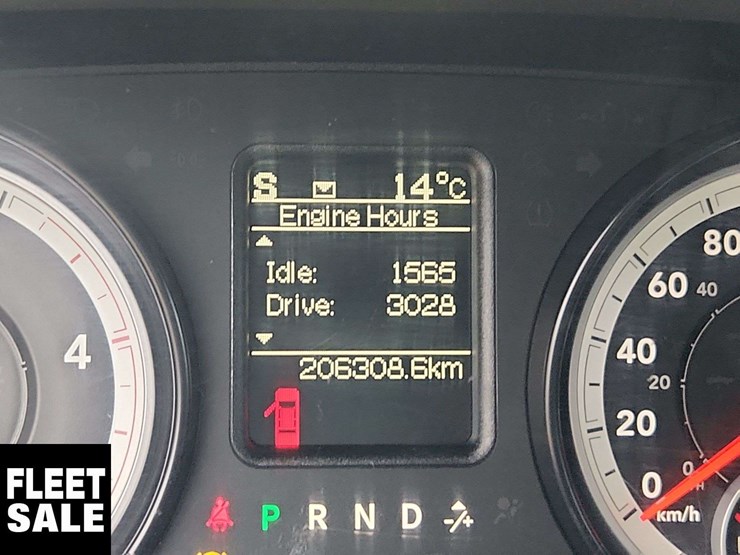 S 14°C
Engine Hours
Idle: 1565
Drive: 3028
206308.6km
4
80
60 40
40
20
20
0 0
km/h
P R N D -/+
FLEET
SALE